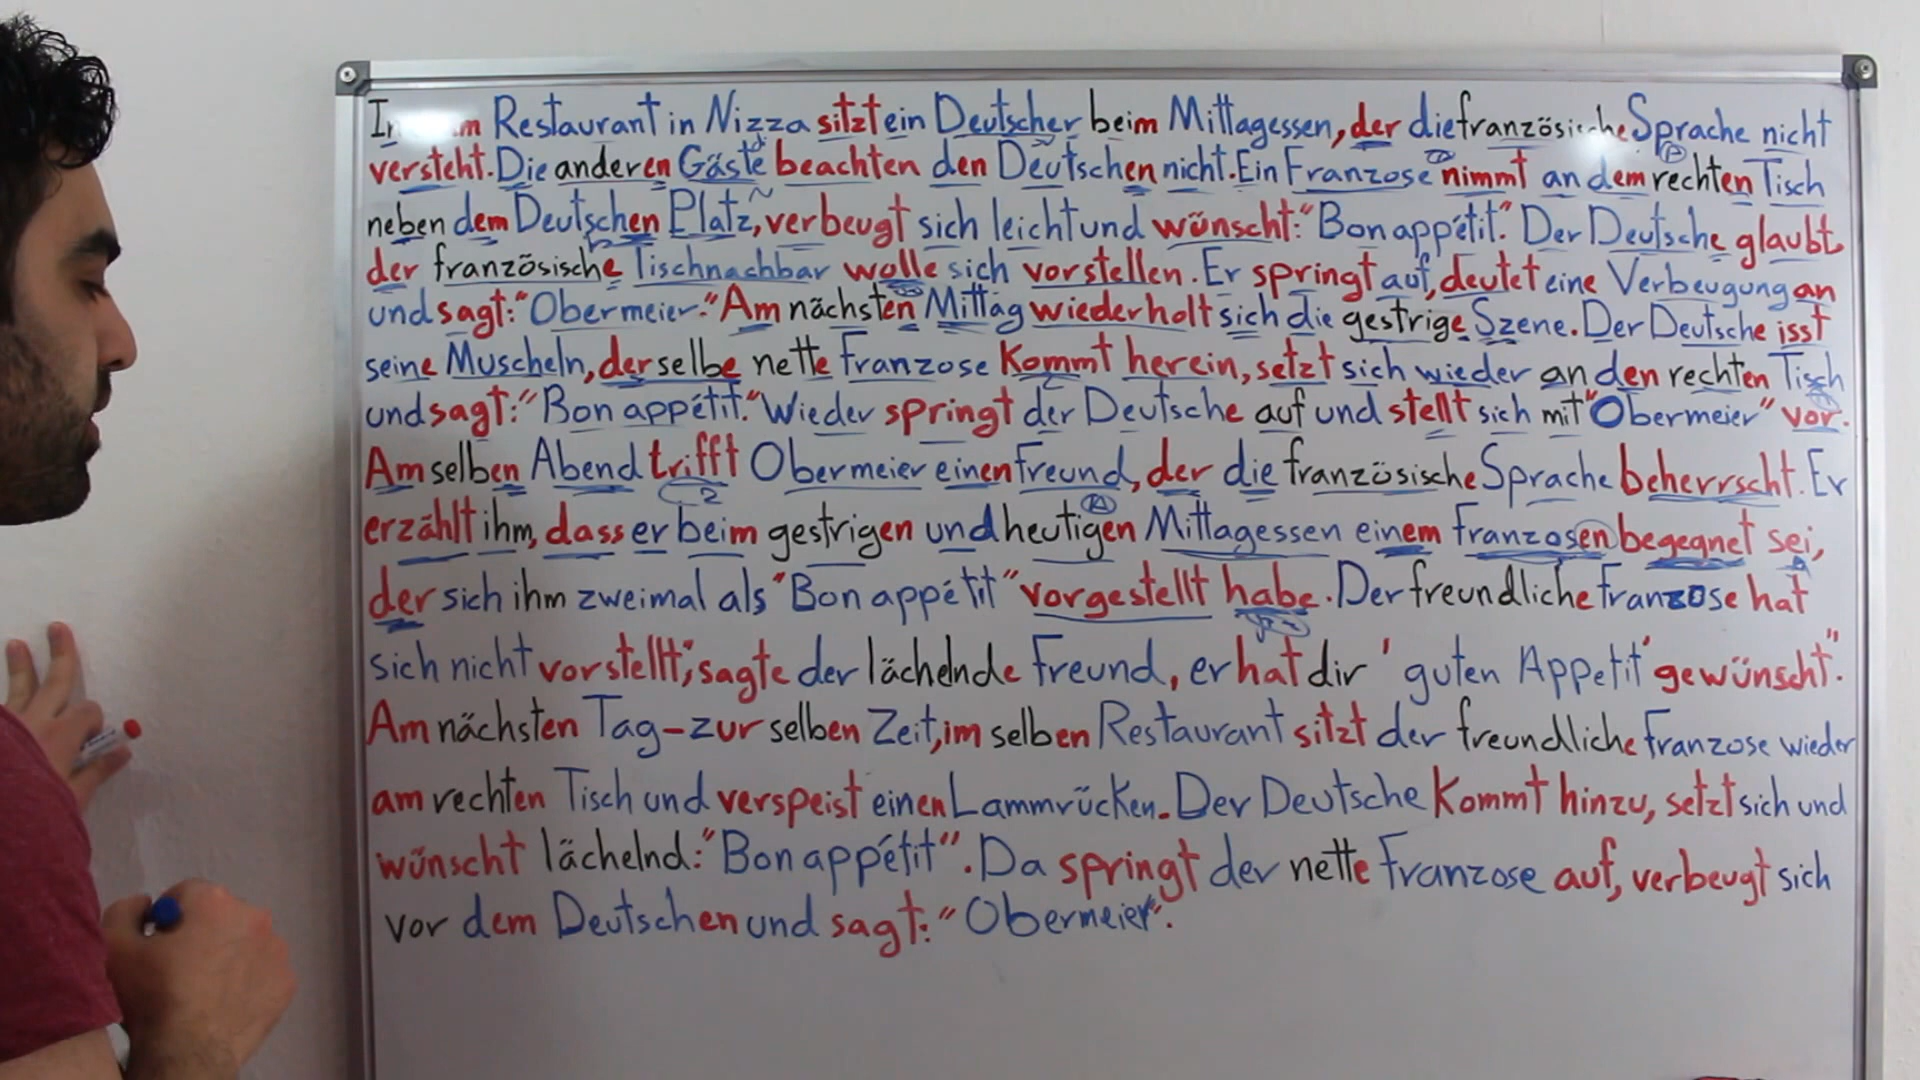 In Restaurant in Nizza sitzt ein Deutscher beim Mittagessen, der die französische Sprache nicht
versteht. Die anderen Gäste beachten den Deutschen nicht. Ein Franzose nimmt an dem rechten Tisch
neben dem Deutschen Platz, verbeugt sich leicht und wünscht: "Bon appétit." Der Deutsche glaubt,
der französische Tischnachbar wolle sich vorstellen. Er springt auf, deutet eine Verbeugung an
und sagt: "Obermeier." Am nächsten Mittag wiederholt sich die gestrige Szene. Der Deutsche isst
seine Muscheln, derselbe nette Franzose kommt herein, setzt sich wieder an den rechten Tisch
und sagt: "Bon appétit." Wieder springt der Deutsche auf und stellt sich mit "Obermeier" vor.
Am selben Abend trifft Obermeier einen Freund, der die französische Sprache beherrscht. Er
erzählt ihm, dass er beim gestrigen und heutigen Mittagessen einem Franzosen begegnet sei,
der sich ihm zweimal als "Bon appétit" vorgestellt habe. Der freundliche Franzose hat
sich nicht vorstellt", sagte der lächelnde Freund, er hat dir 'guten Appetit' gewünscht".
Am nächsten Tag-zur selben Zeit, im selben Restaurant sitzt der freundliche Franzose wieder
am rechten Tisch und verspeist einen Lammrücken. Der Deutsche kommt hinzu, setzt sich und
wünscht lächelnd: "Bon appétit". Da springt der nette Franzose auf, verbeugt sich
vor dem Deutschen und sagt: "Obermeier".